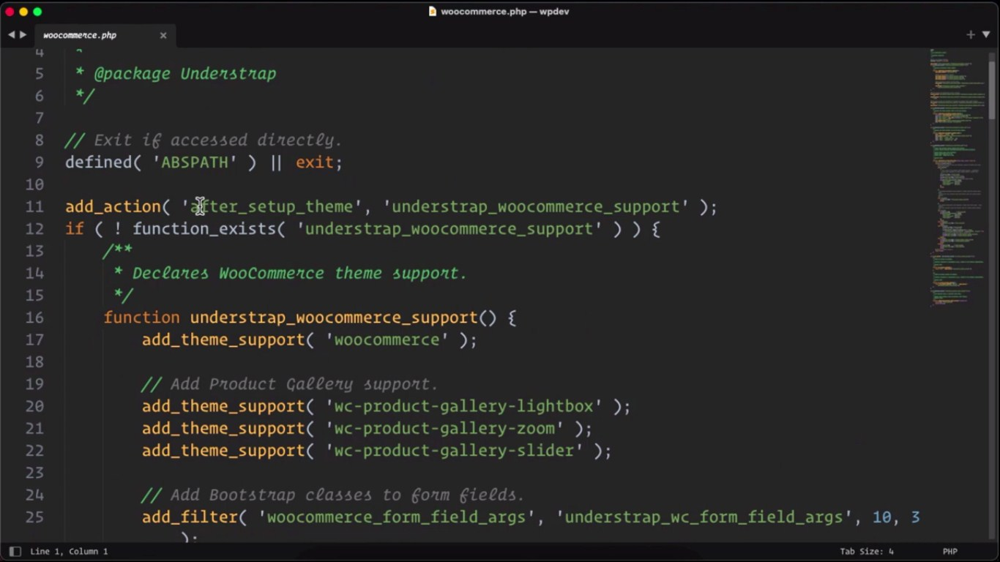 woocommerce.php — wpdev
woocommerce.php
4 *
5 * @package Understrap
6 */
7
8 // Exit if accessed directly.
9 defined( 'ABSPATH' ) || exit;
10
11 add_action( 'after_setup_theme', 'understrap_woocommerce_support' );
12 if ( ! function_exists( 'understrap_woocommerce_support' ) ) {
13 /**
14 * Declares WooCommerce theme support.
15 */
16 function understrap_woocommerce_support() {
17 add_theme_support( 'woocommerce' );
18
19 // Add Product Gallery support.
20 add_theme_support( 'wc-product-gallery-lightbox' );
21 add_theme_support( 'wc-product-gallery-zoom' );
22 add_theme_support( 'wc-product-gallery-slider' );
23
24 // Add Bootstrap classes to form fields.
25 add_filter( 'woocommerce_form_field_args', 'understrap_wc_form_field_args', 10, 3
);
Line 1, Column 1
Tab Size: 4
PHP